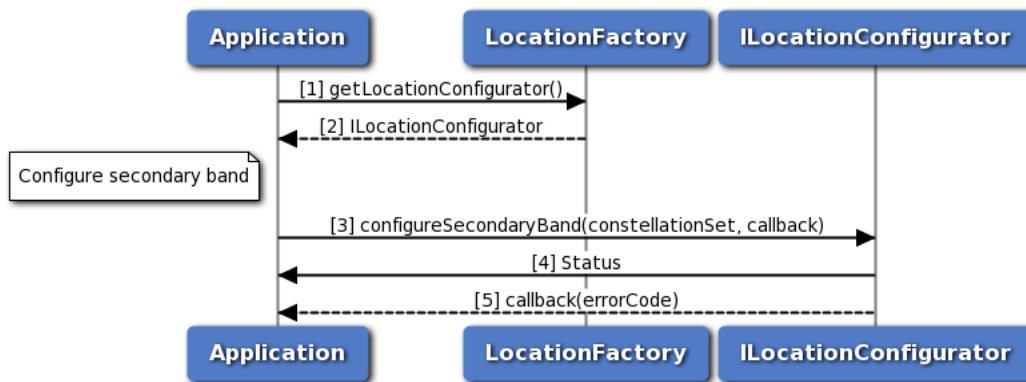 Application
LocationFactory
ILocationConfigurator
[1] getLocationConfigurator()
[2] ILocationConfigurator
Configure secondary band
[3] configureSecondaryBand(constellationSet, callback)
[4] Status
[5] callback(errorCode)
Application
LocationFactory
ILocationConfigurator